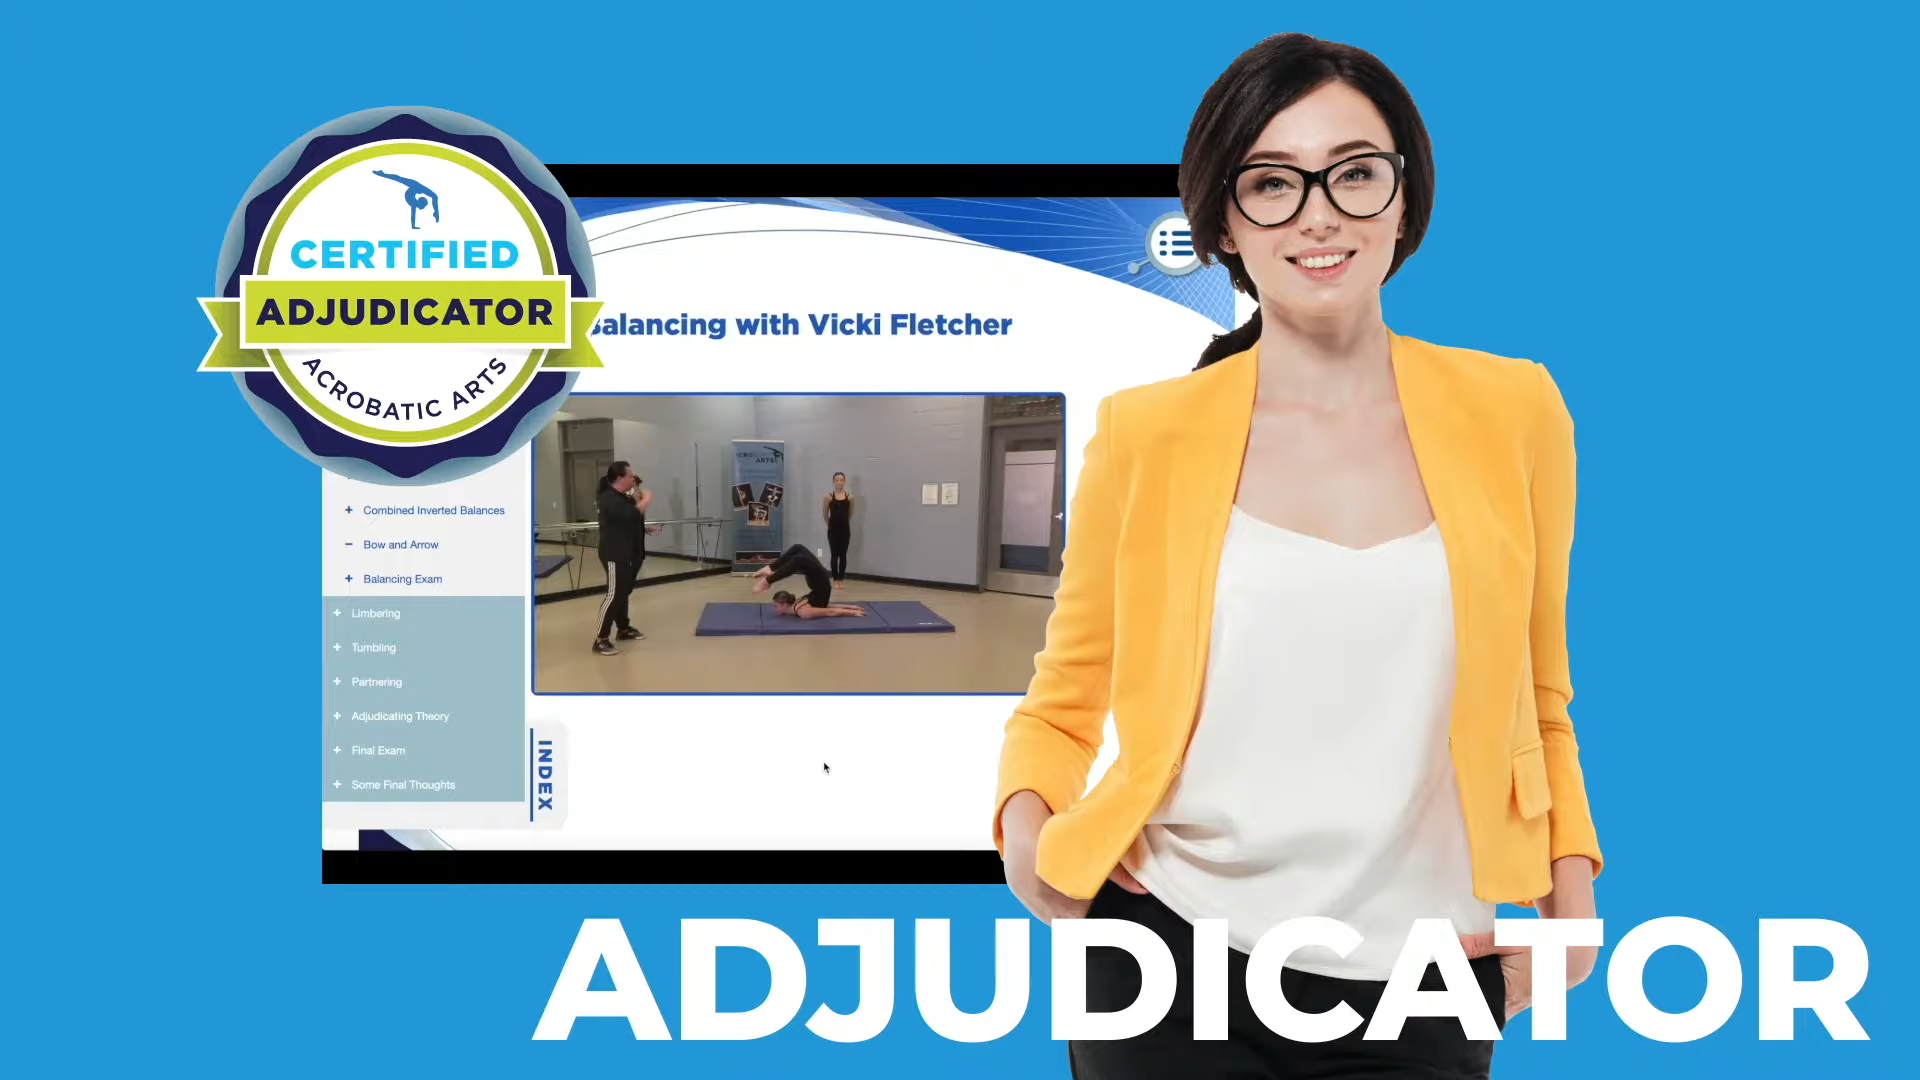 CERTIFIED
ADJUDICATOR
ACROBATIC ARTS
alancing with Vicki Fletcher
ARTS
+ Combined Inverted Balances
− Bow and Arrow
+ Balancing Exam
+ Limbering
+ Tumbling
+ Partnering
+ Adjudicating Theory
+ Final Exam
+ Some Final Thoughts
INDEX
ADJUDICATOR